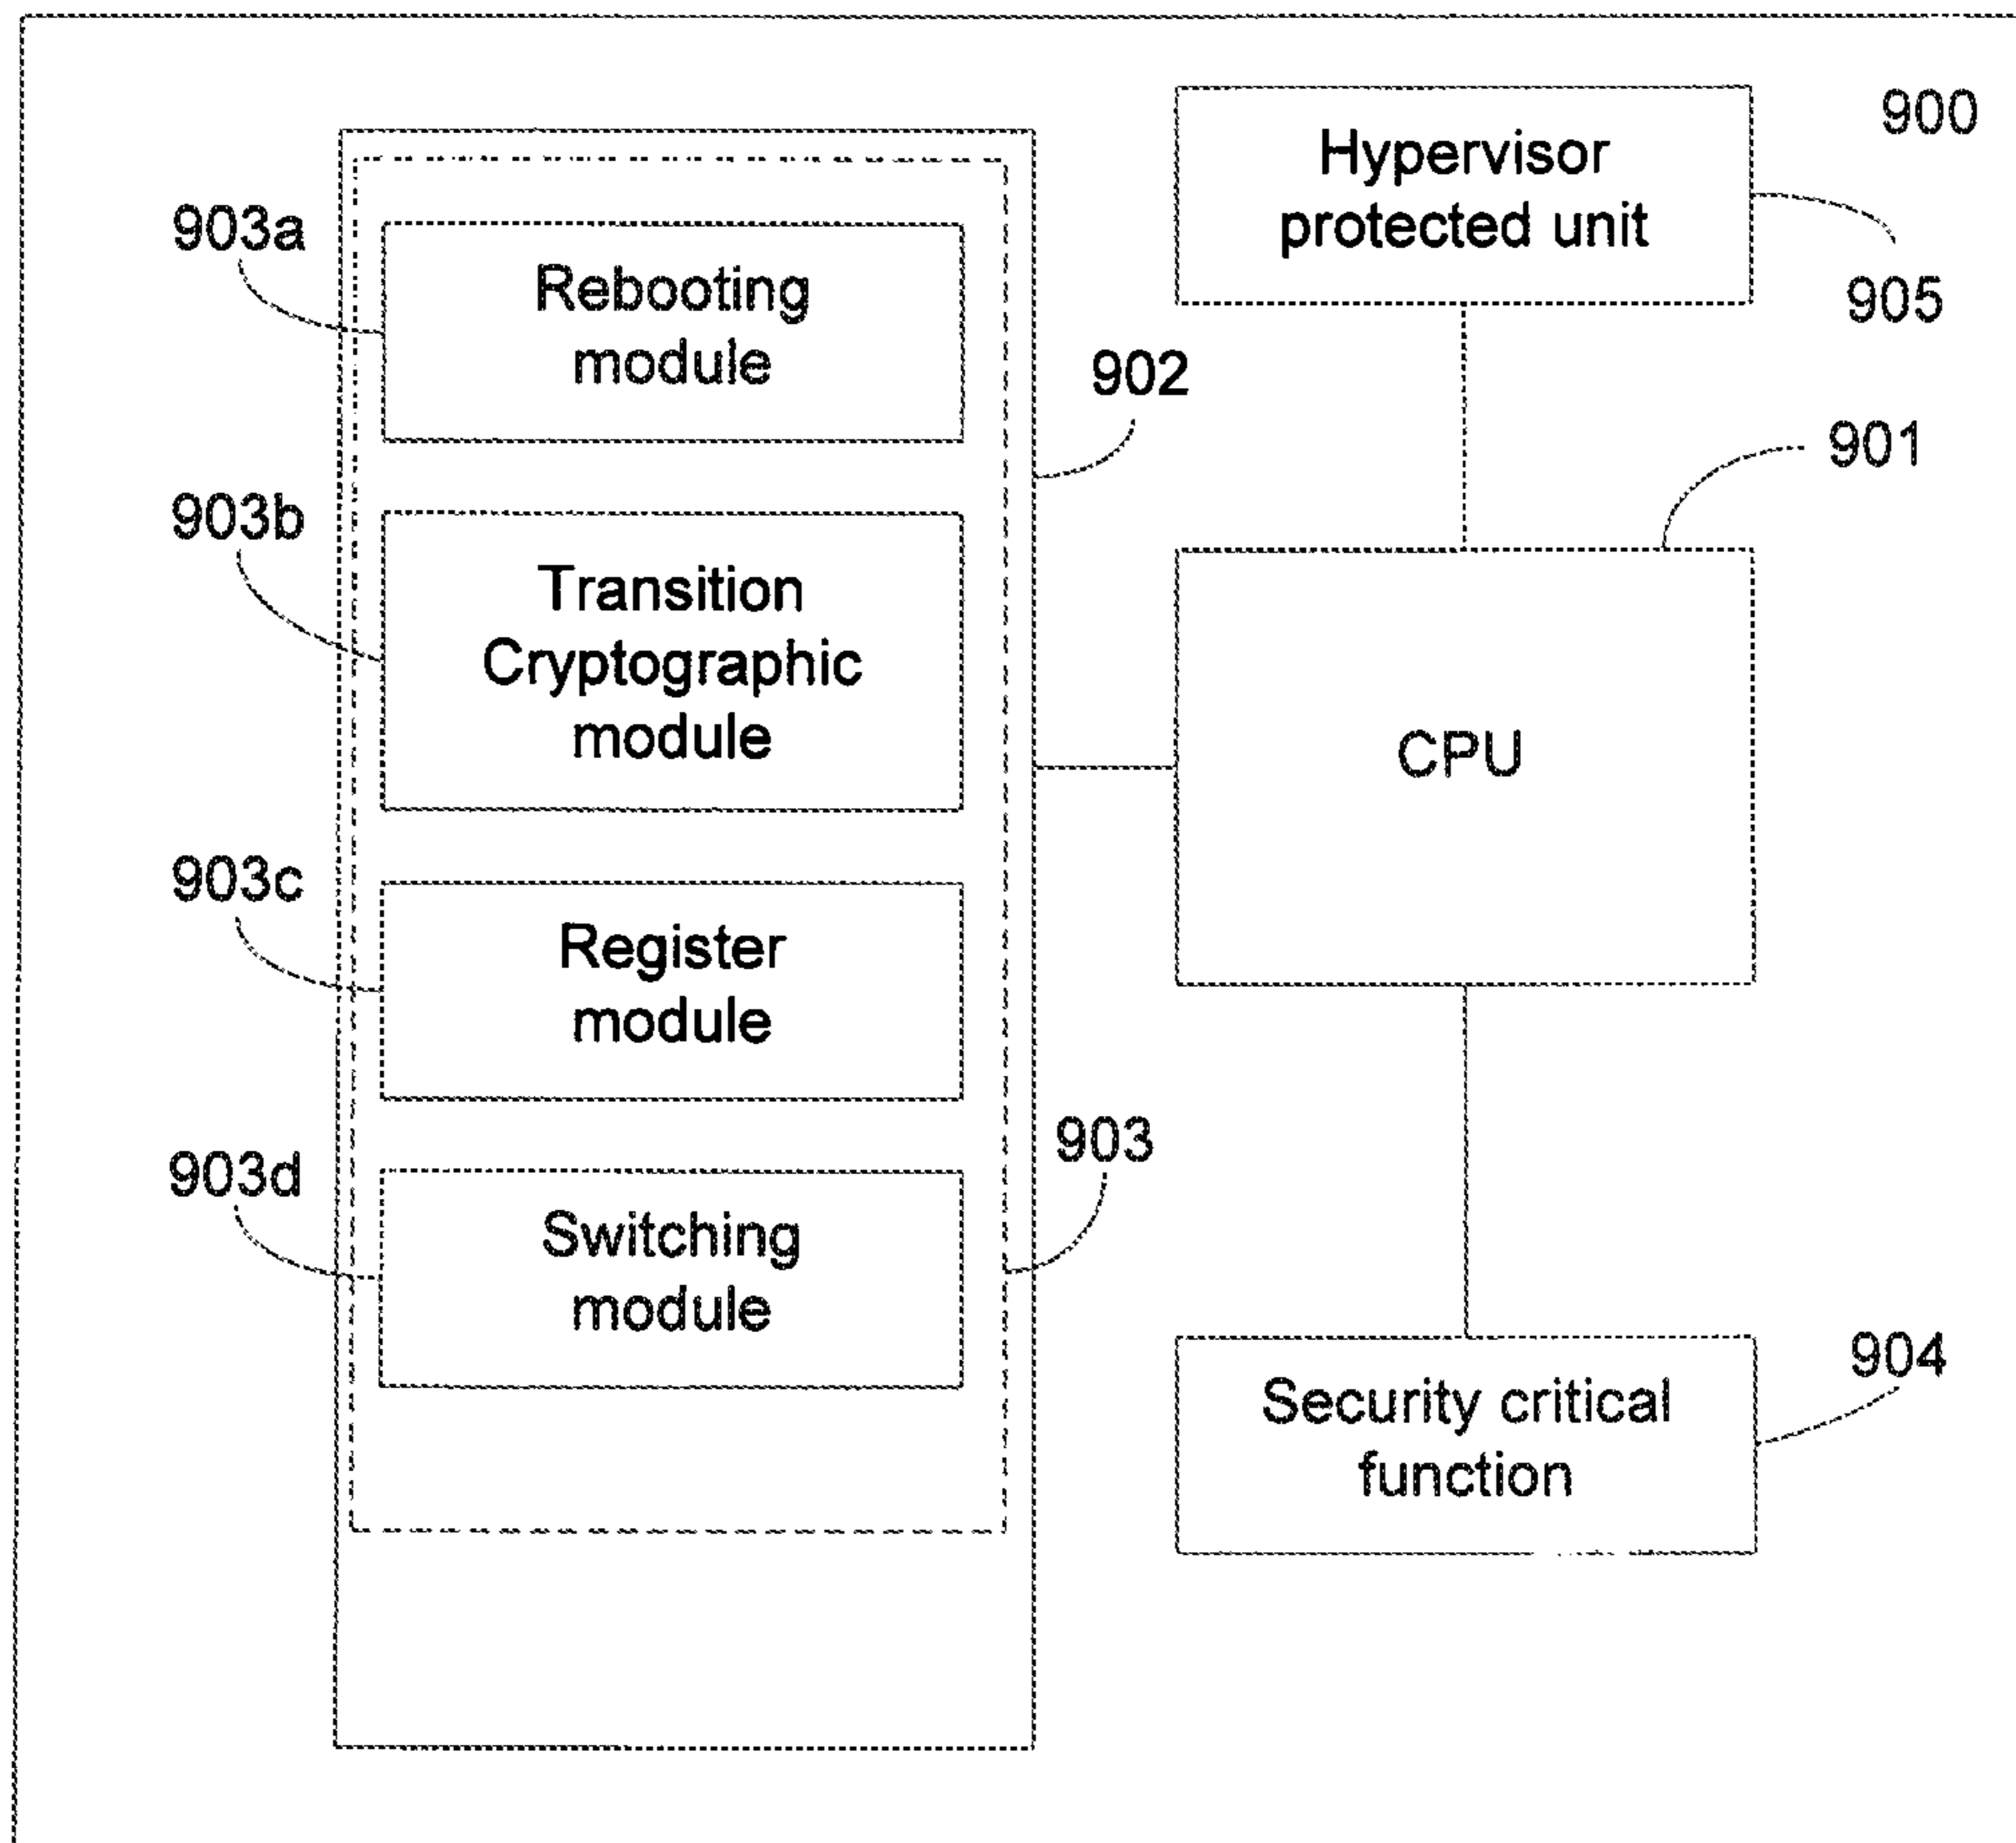 900
Hypervisor
protected unit
905
903a
Rebooting
module
902
901
903b
Transition
Cryptographic
module
CPU
903c
Register
module
903
903d
Switching
module
904
Security critical
function